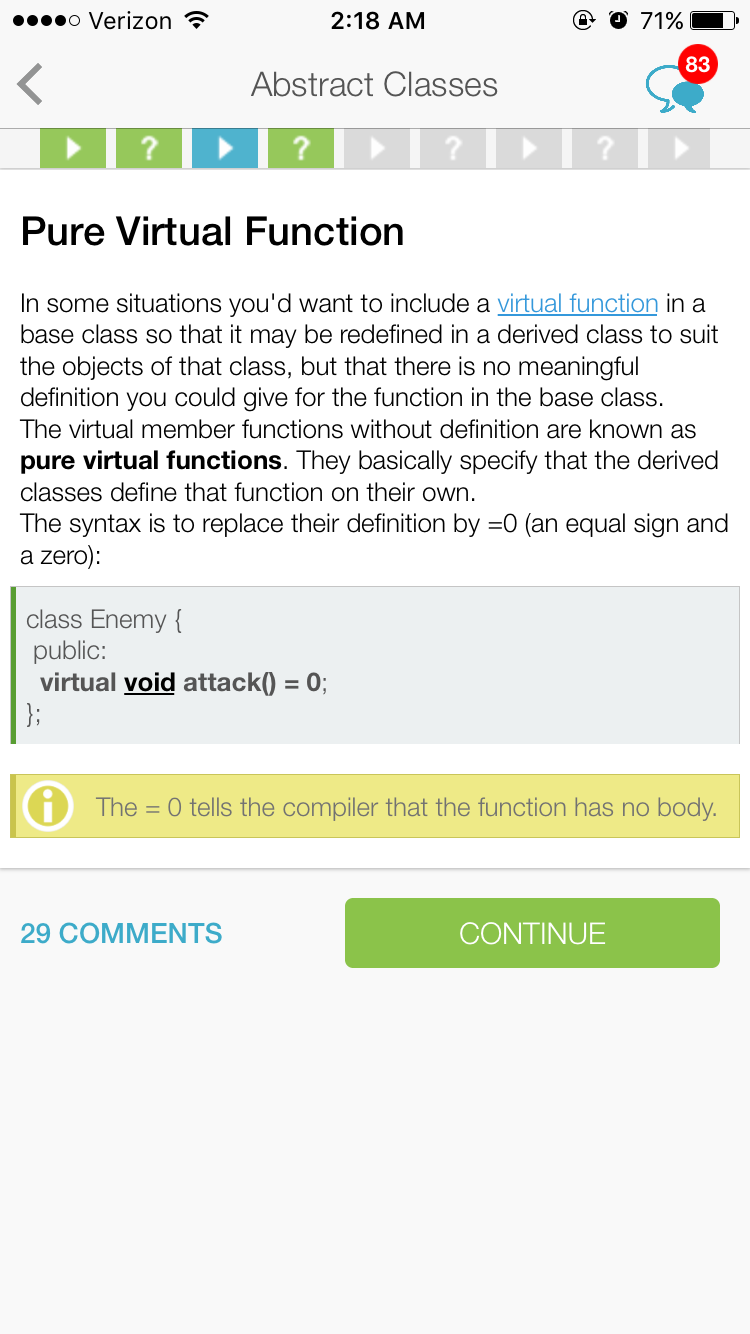 Verizon 2:18 AM 71%
Abstract Classes 83
? ? ? ?
Pure Virtual Function
In some situations you'd want to include a virtual function in a
base class so that it may be redefined in a derived class to suit
the objects of that class, but that there is no meaningful
definition you could give for the function in the base class.
The virtual member functions without definition are known as
pure virtual functions. They basically specify that the derived
classes define that function on their own.
The syntax is to replace their definition by =0 (an equal sign and
a zero):
class Enemy {
public:
virtual void attack() = 0;
};
i The = 0 tells the compiler that the function has no body.
29 COMMENTS CONTINUE